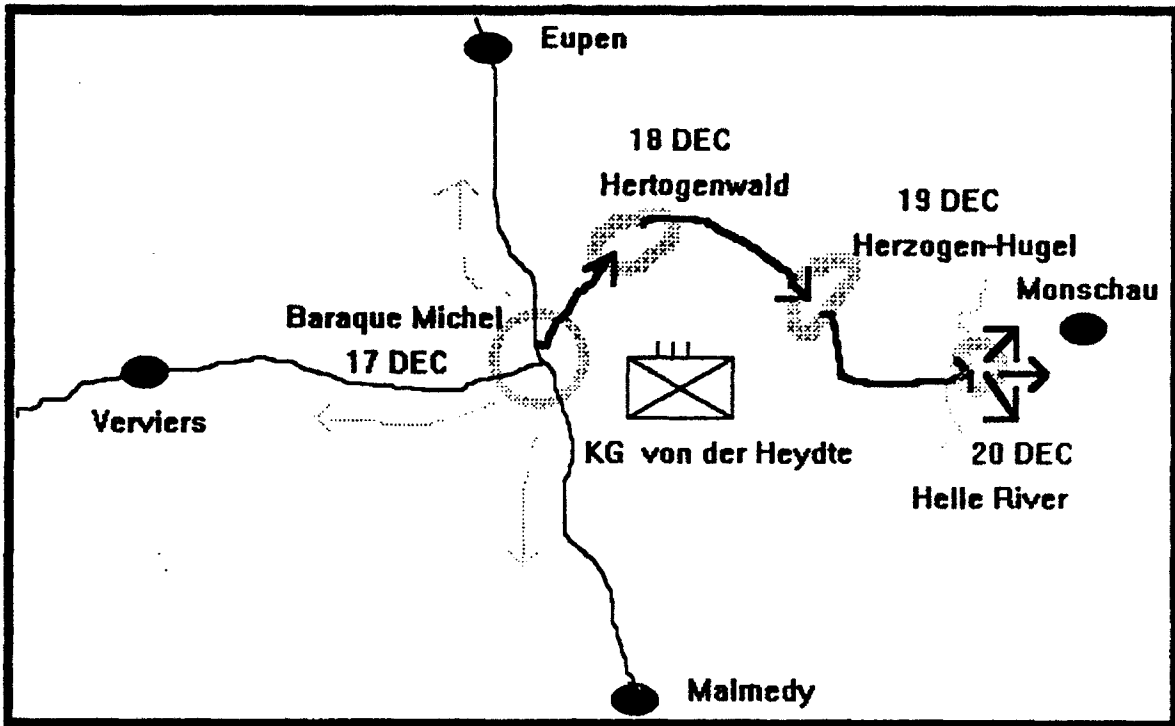 Eupen
18 DEC
Hertogenwald
19 DEC
Herzogen-Hugel
Monschau
Baraque Michel
17 DEC
Verviers
KG von der Heydte
20 DEC
Helle River
Malmedy